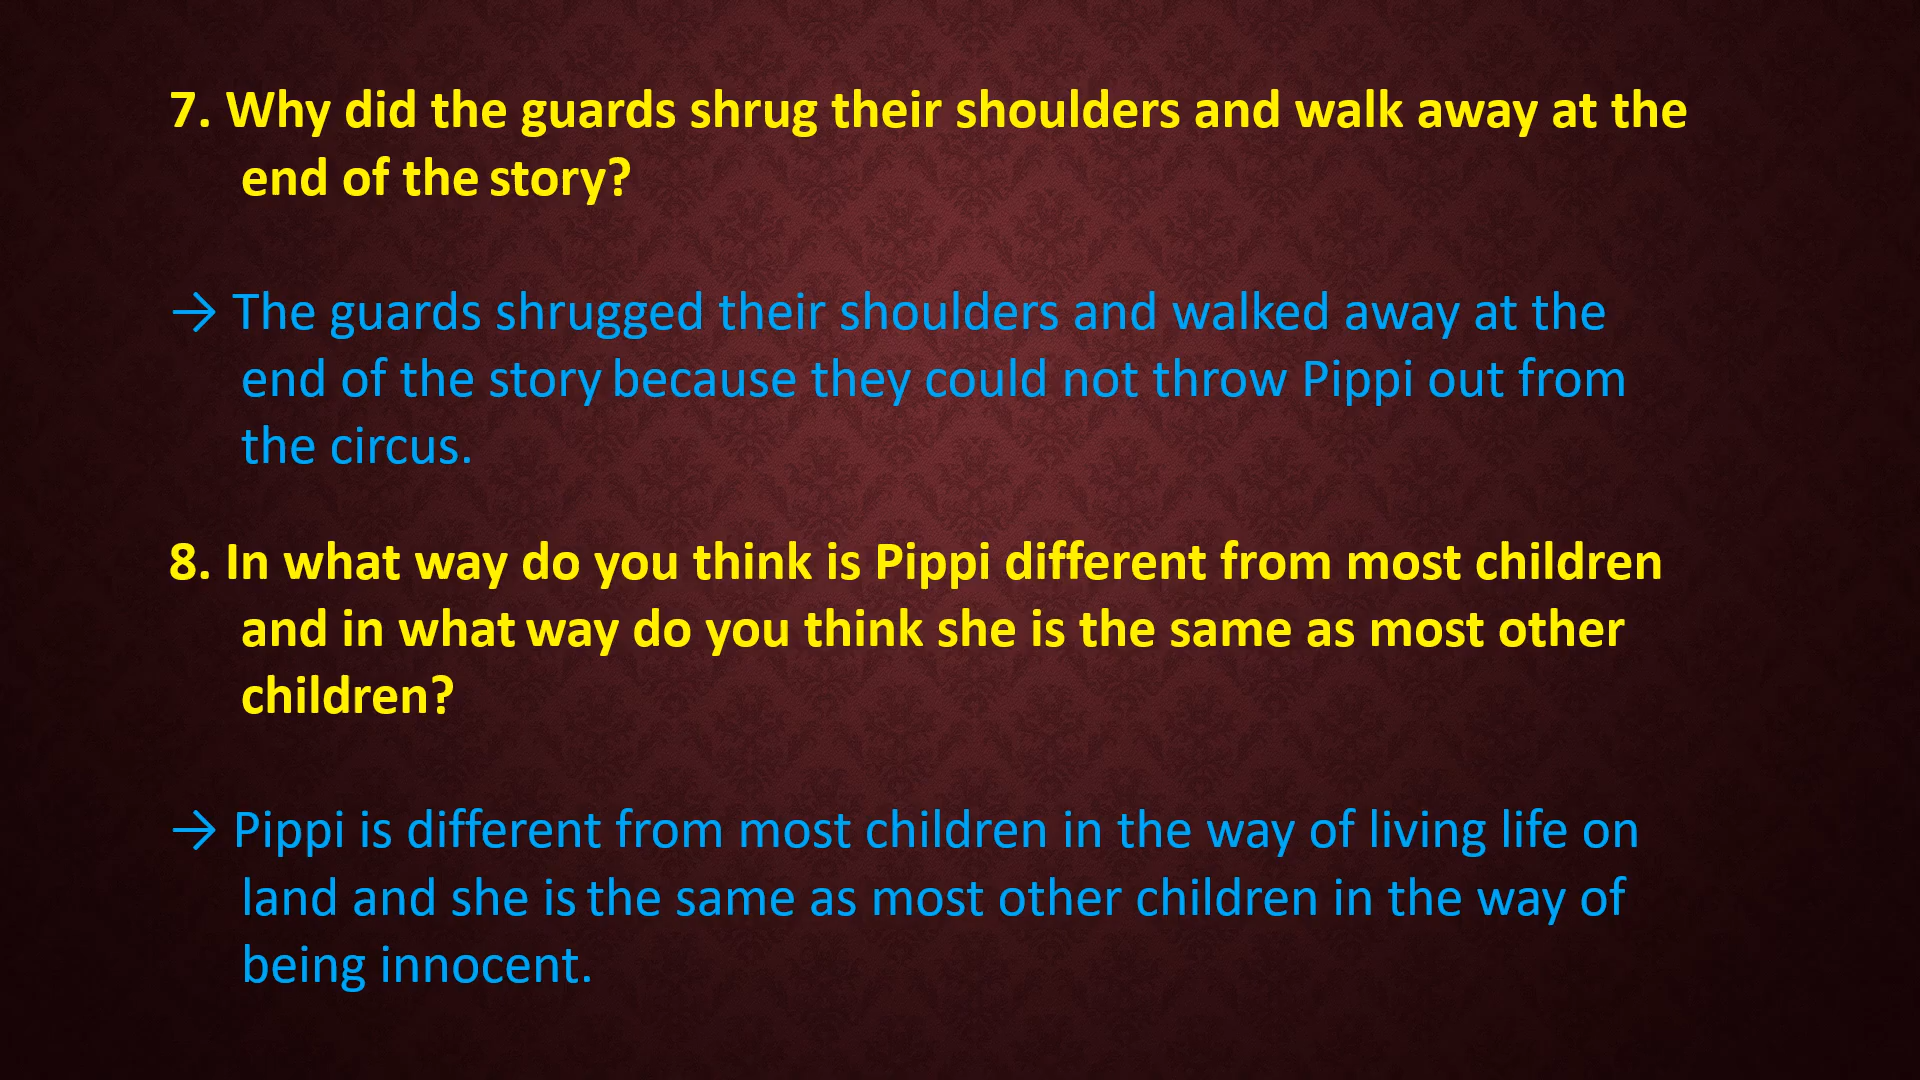 7. Why did the guards shrug their shoulders and walk away at the
end of the story?
→ The guards shrugged their shoulders and walked away at the
end of the story because they could not throw Pippi out from
the circus.
8. In what way do you think is Pippi different from most children
and in what way do you think she is the same as most other
children?
→ Pippi is different from most children in the way of living life on
land and she is the same as most other children in the way of
being innocent.